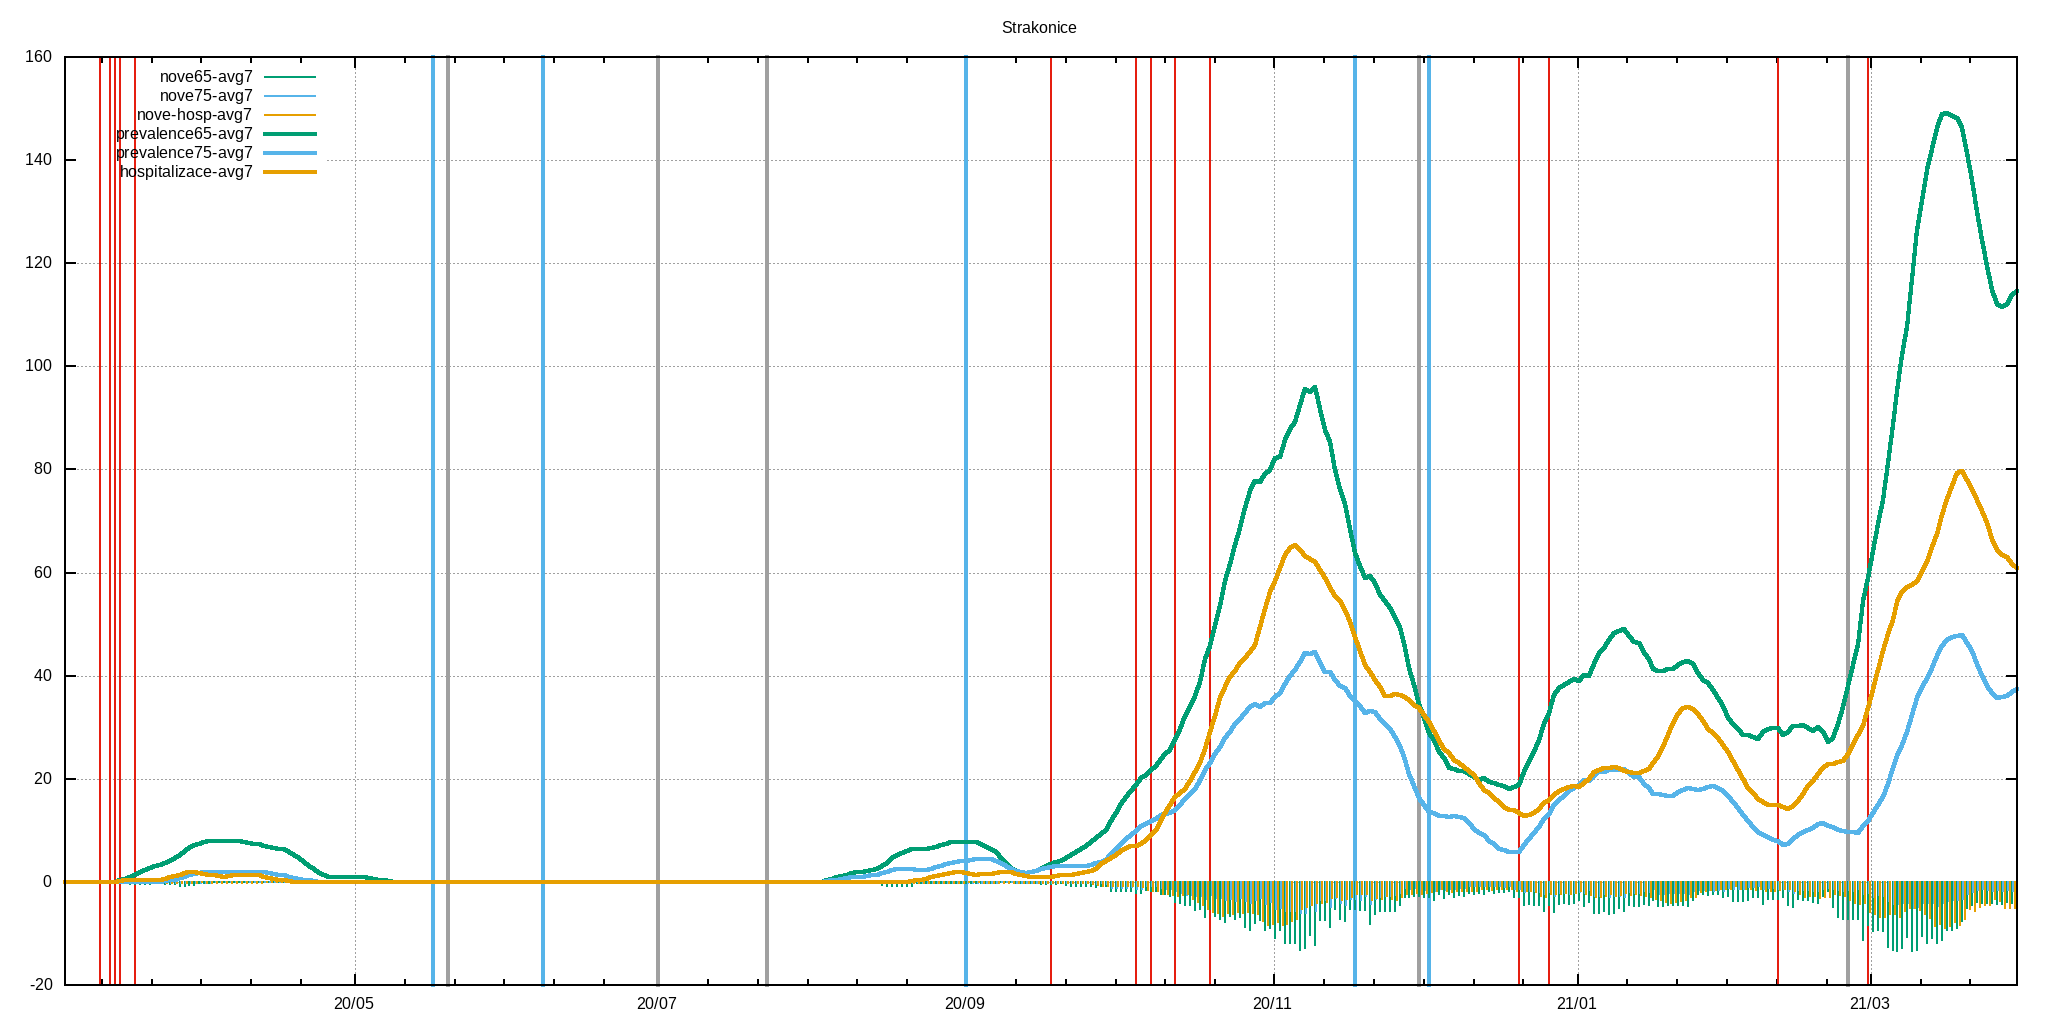 Strakonice
160
140
120
100
80
60
40
20
0
-20
nove65-avg7
nove75-avg7
nove-hosp-avg7
prevalence65-avg7
prevalence75-avg7
hospitalizace-avg7
20/05
20/07
20/09
20/11
21/01
21/03